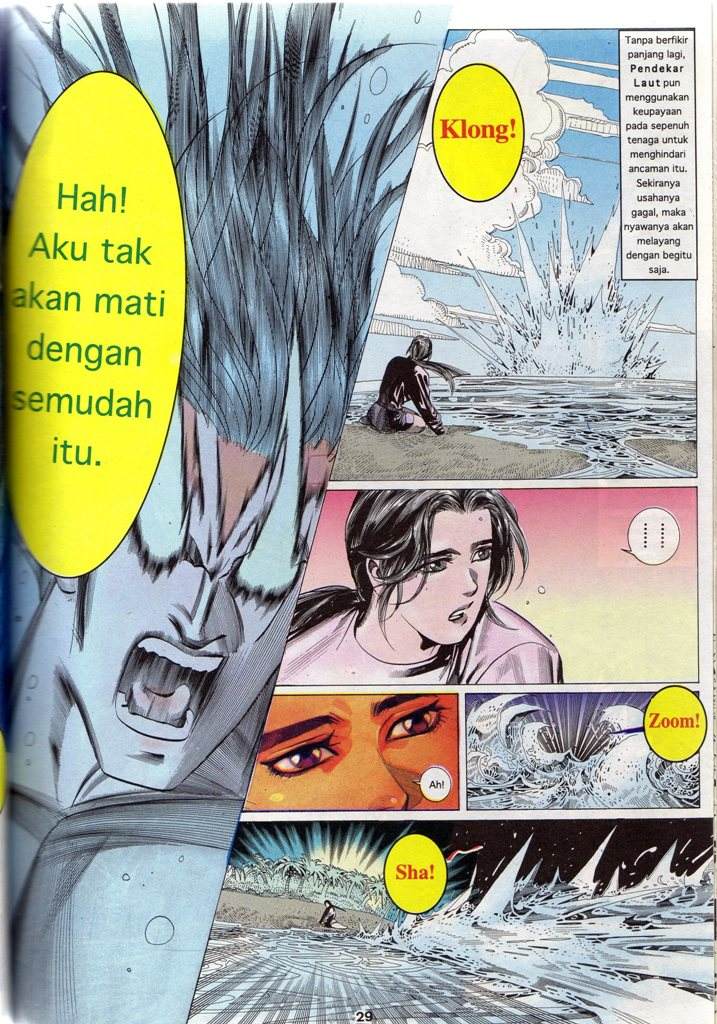 Hah!
Aku tak
akan mati
dengan
semudah
itu.
Klong!
Tanpa berfikir
panjang lagi,
Pendekar
Laut pun
menggunakan
keupayaan
pada sepenuh
tenaga untuk
menghindari
ancaman itu.
Sekiranya
usahanya
gagal, maka
nyawanya akan
melayang
dengan begitu
saja.
Ah!
Zoom!
Sha!
29